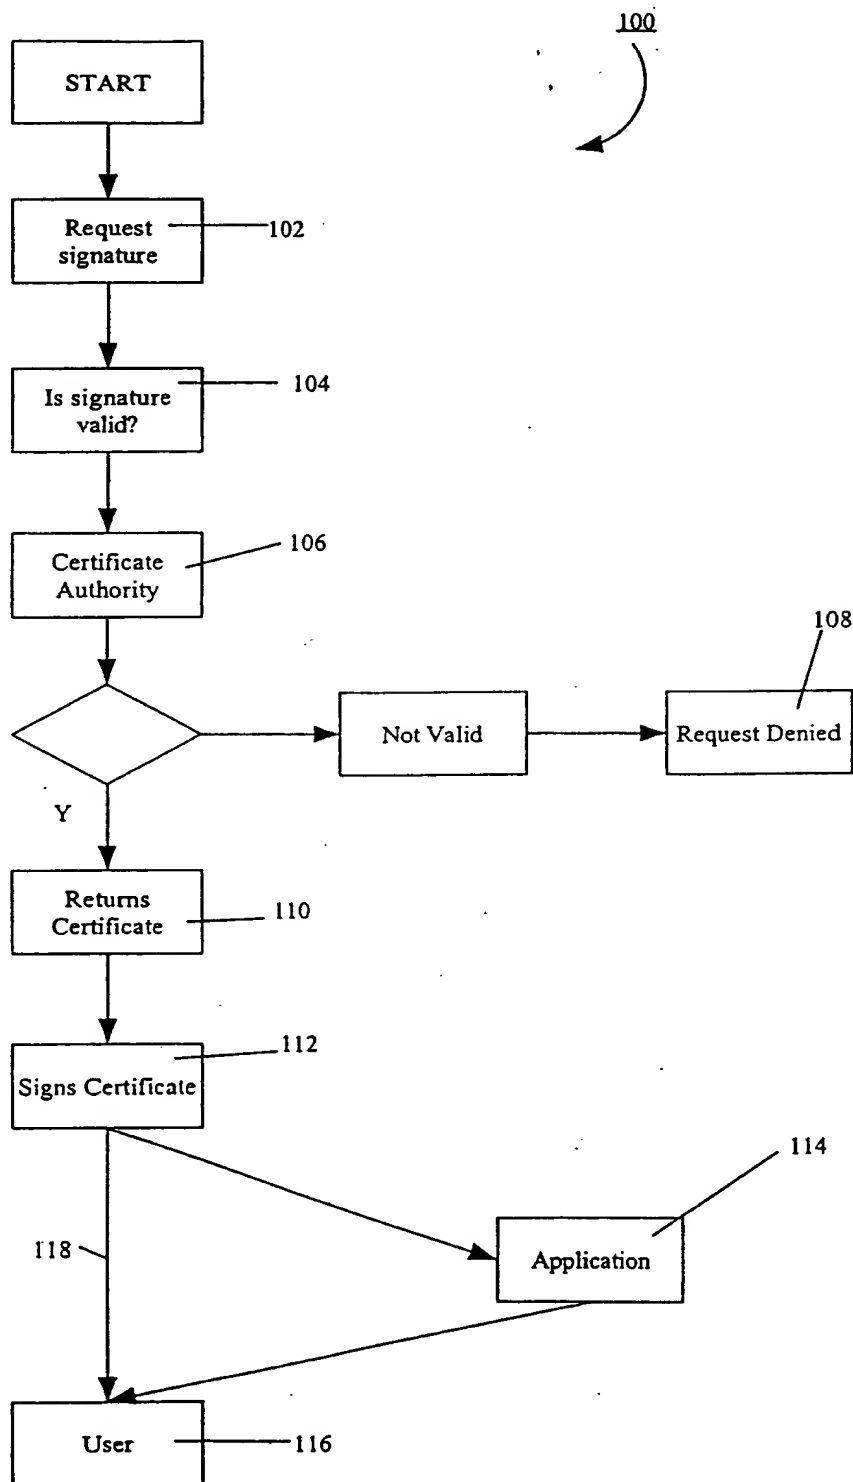 100
START
Request
signature
102
Is signature
valid?
104
Certificate
Authority
106
108
Not Valid
Request Denied
Y
Returns
Certificate
110
Signs Certificate
112
114
Application
118
User
116